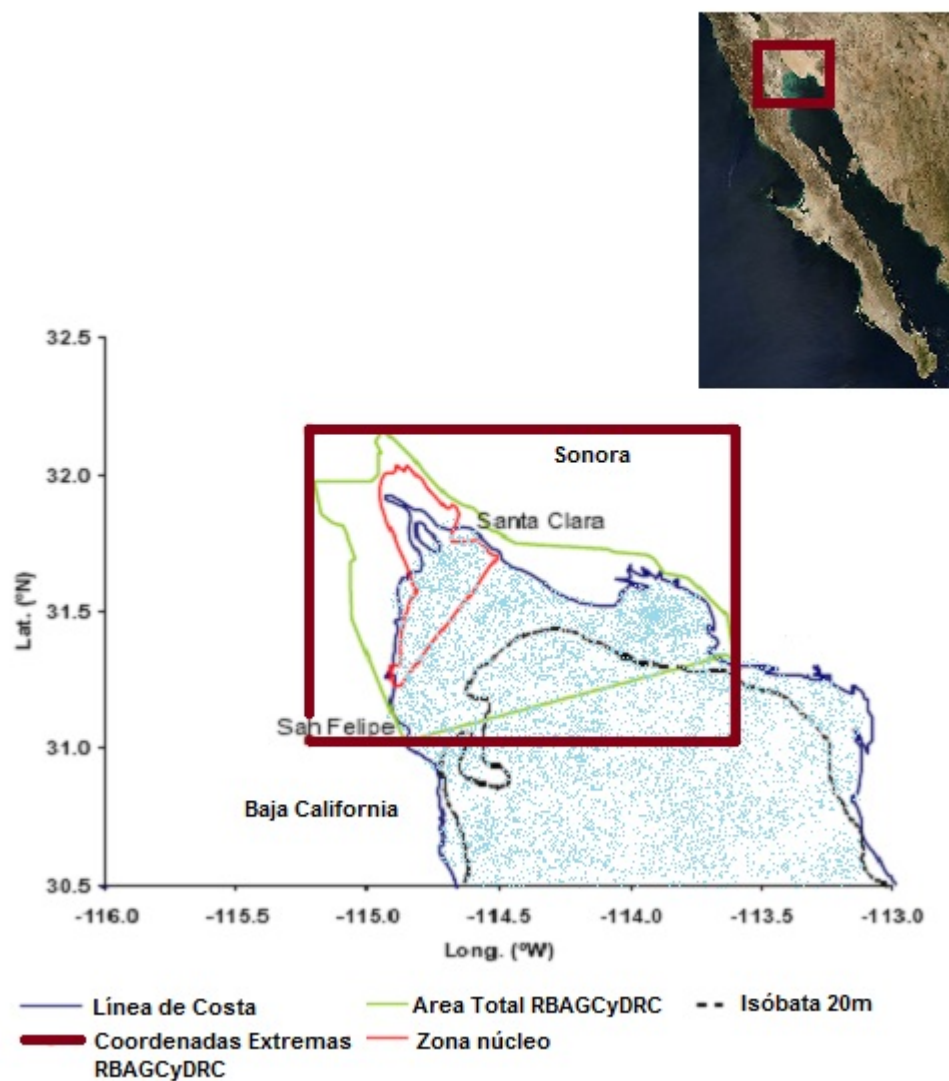 32.5
Sonora
32.0
Santa Clara
Lat. (ºN)
31.5
San Felipe
31.0
Baja California
30.5
-116.0 -115.5 -115.0 -114.5 -114.0 -113.5 -113.0
Long. (ºW)
Línea de Costa Area Total RBAGCyDRC Isóbata 20m
Coordenadas Extremas Zona núcleo
RBAGCyDRC